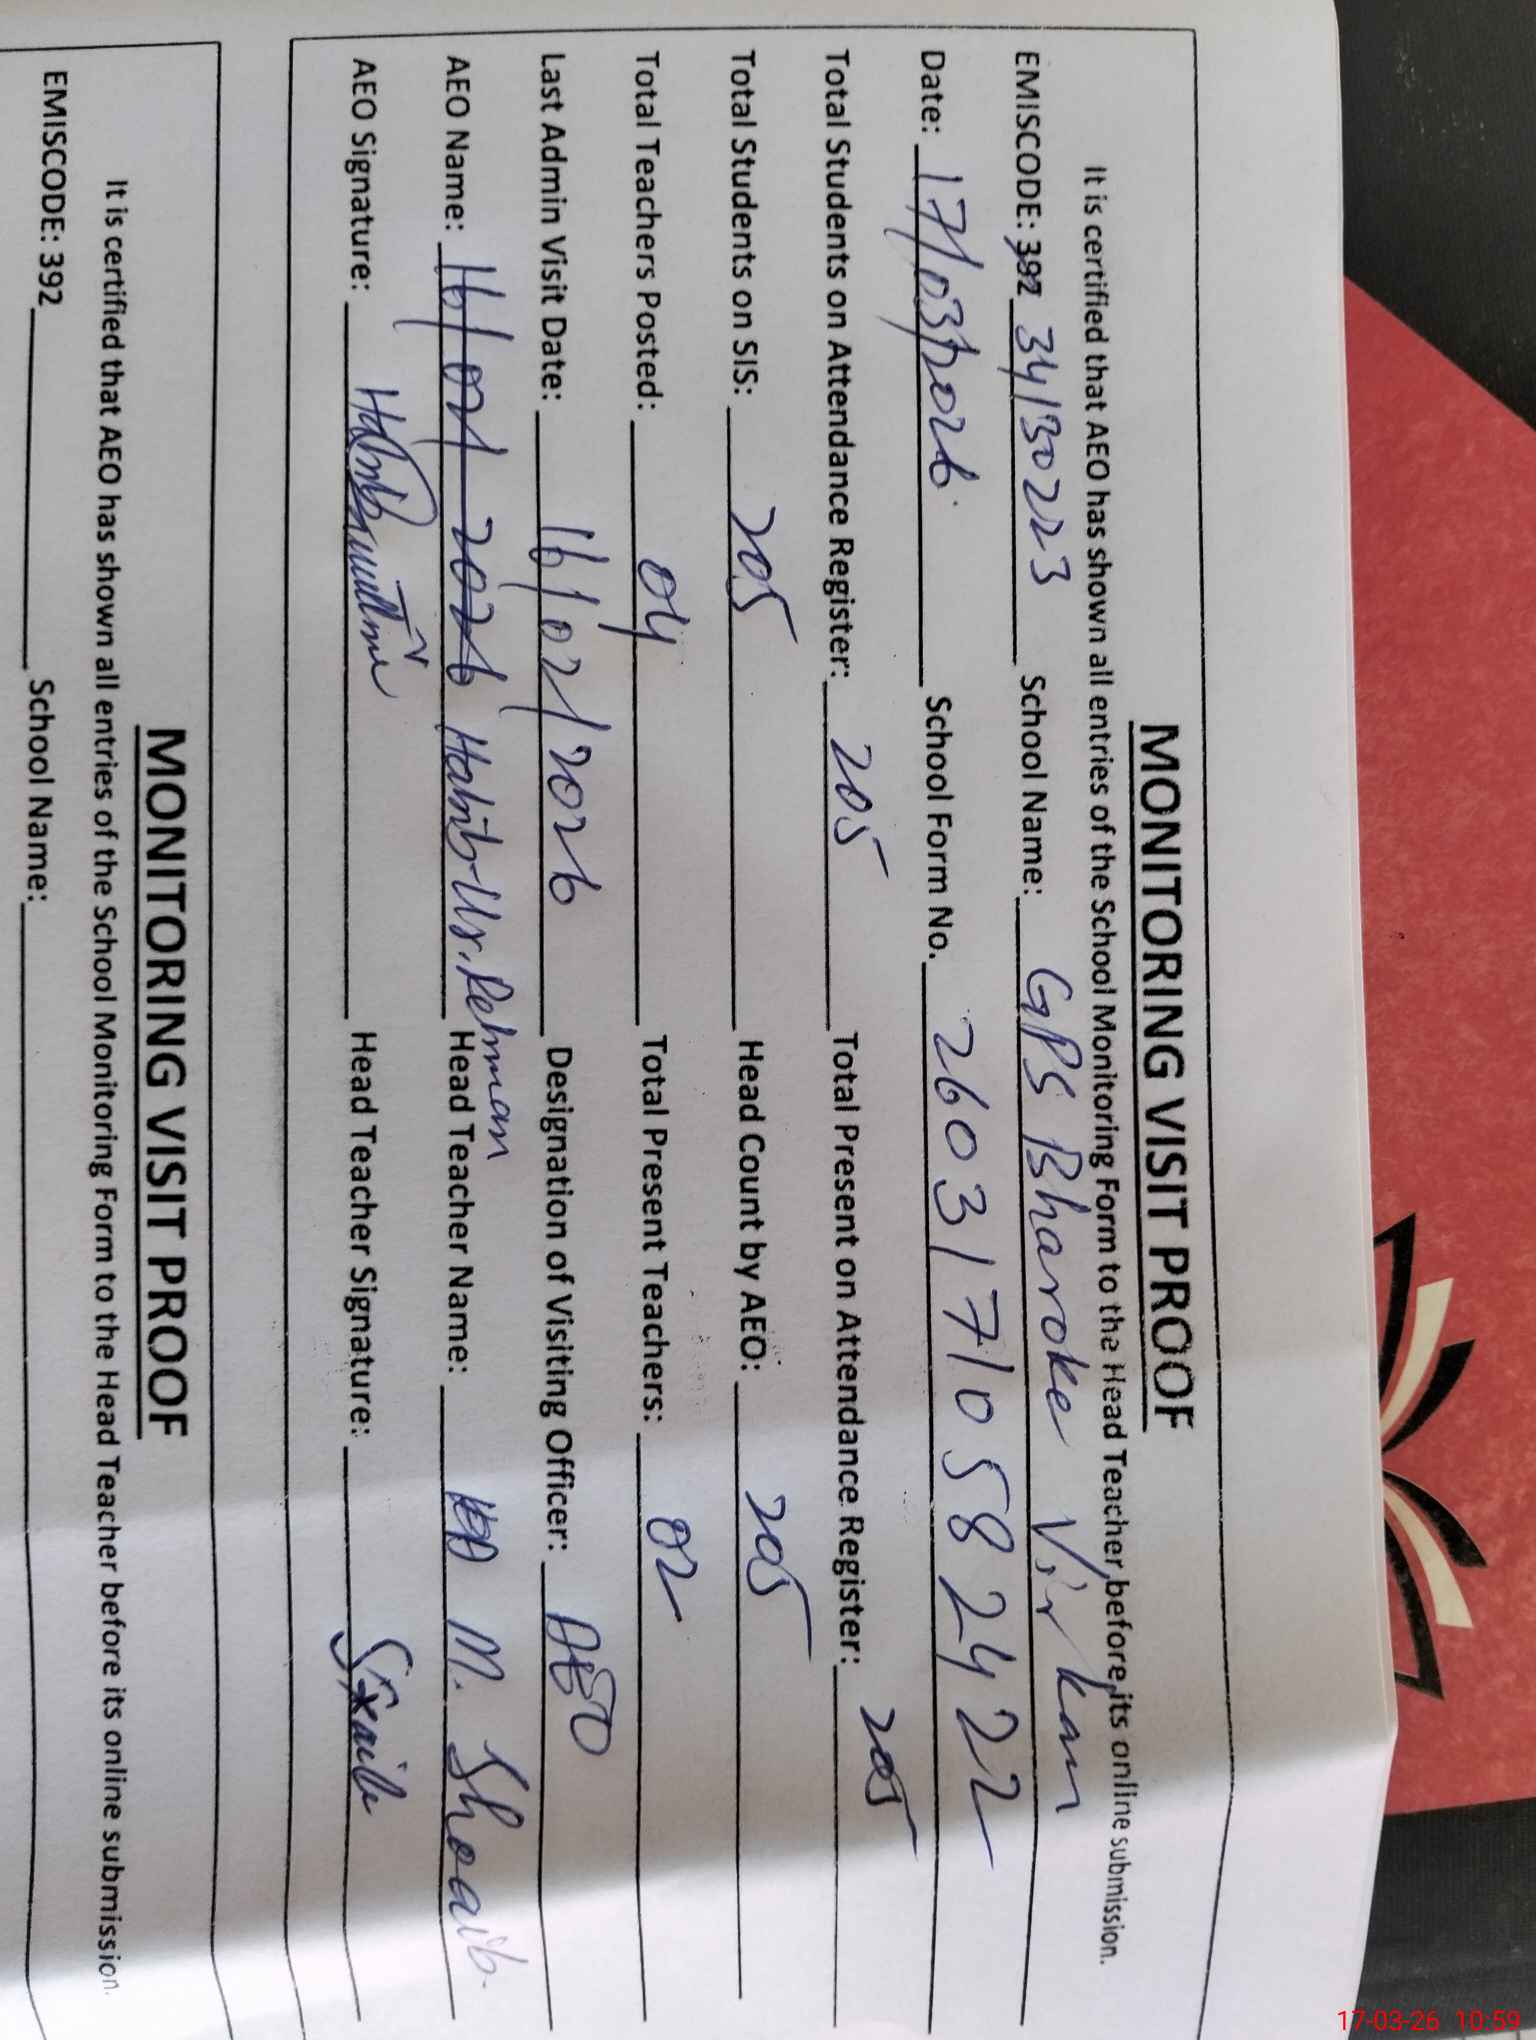 MONITORING VISIT PROOF
It is certified that AEO has shown all entries of the School Monitoring Form to the Head Teacher before its online submission.
EMISCODE: 392 34130223 School Name: GPS Bharoke Virkan
Date: 17/03/2026 School Form No. 26031710582422
Total Students on Attendance Register: 205 Total Present on Attendance Register: 205
Total Students on SIS: 205 Head Count by AEO: 205
Total Teachers Posted: 04 Total Present Teachers: 02
Last Admin Visit Date: 16/02/2026 Designation of Visiting Officer: AEO
AEO Name: 16/02/2026 Habib-Ur-Rehman Head Teacher Name: M. Shoaib.
AEO Signature: Head Teacher Signature:
MONITORING VISIT PROOF
It is certified that AEO has shown all entries of the School Monitoring Form to the Head Teacher before its online submission.
EMISCODE: 392 School Name:
17-03-26 10:59